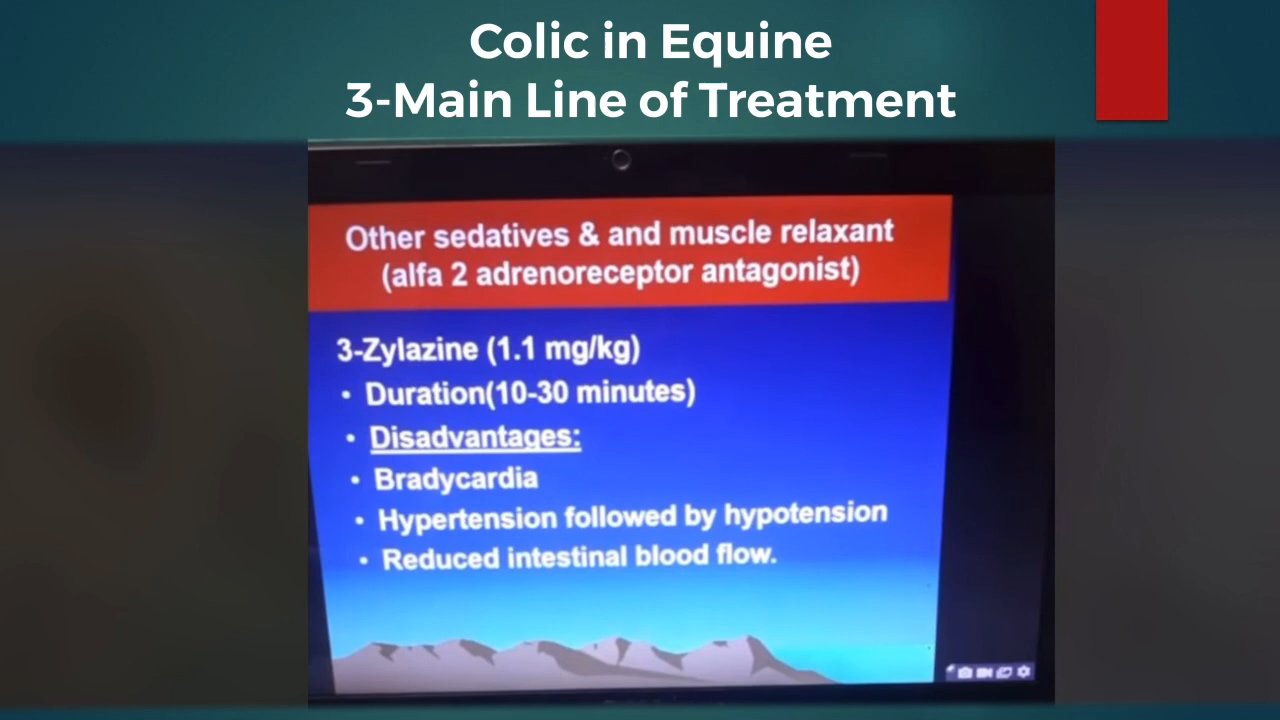 Colic in Equine
3-Main Line of Treatment
Other sedatives & and muscle relaxant
(alfa 2 adrenoreceptor antagonist)
3-Zylazine (1.1 mg/kg)
• Duration(10-30 minutes)
• Disadvantages:
• Bradycardia
• Hypertension followed by hypotension
• Reduced intestinal blood flow.